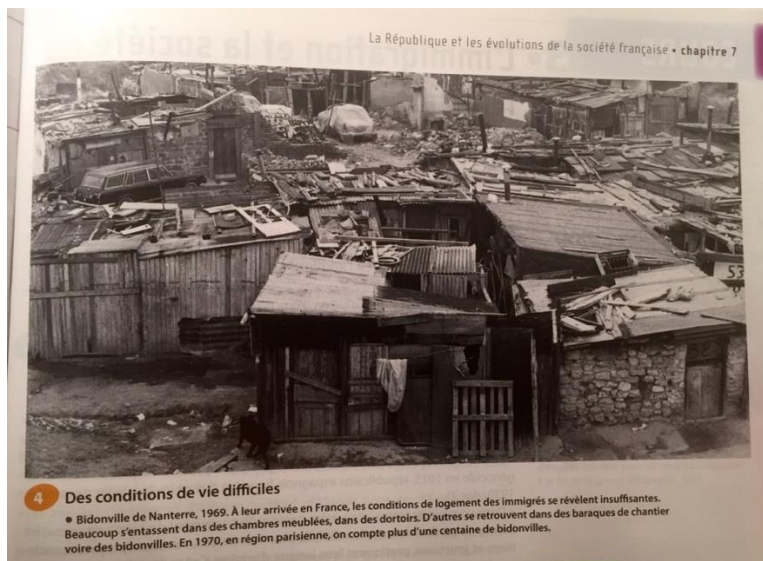 La République et les évolutions de la société française • chapitre 7
53
4 Des conditions de vie difficiles
• Bidonville de Nanterre, 1969. À leur arrivée en France, les conditions de logement des immigrés se révèlent insuffisantes.
Beaucoup s'entassent dans des chambres meublées, dans des dortoirs. D'autres se retrouvent dans des baraques de chantier
voire des bidonvilles. En 1970, en région parisienne, on compte plus d'une centaine de bidonvilles.